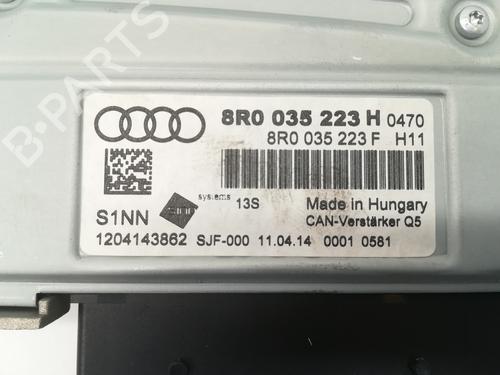 B-PARTS
8R0 035 223 H 0470
8R0 035 223 F H11
systems 13S
S1NN
Made in Hungary
CAN-Verstärker Q5
1204143862 SJF-000 11.04.14 0001 0581